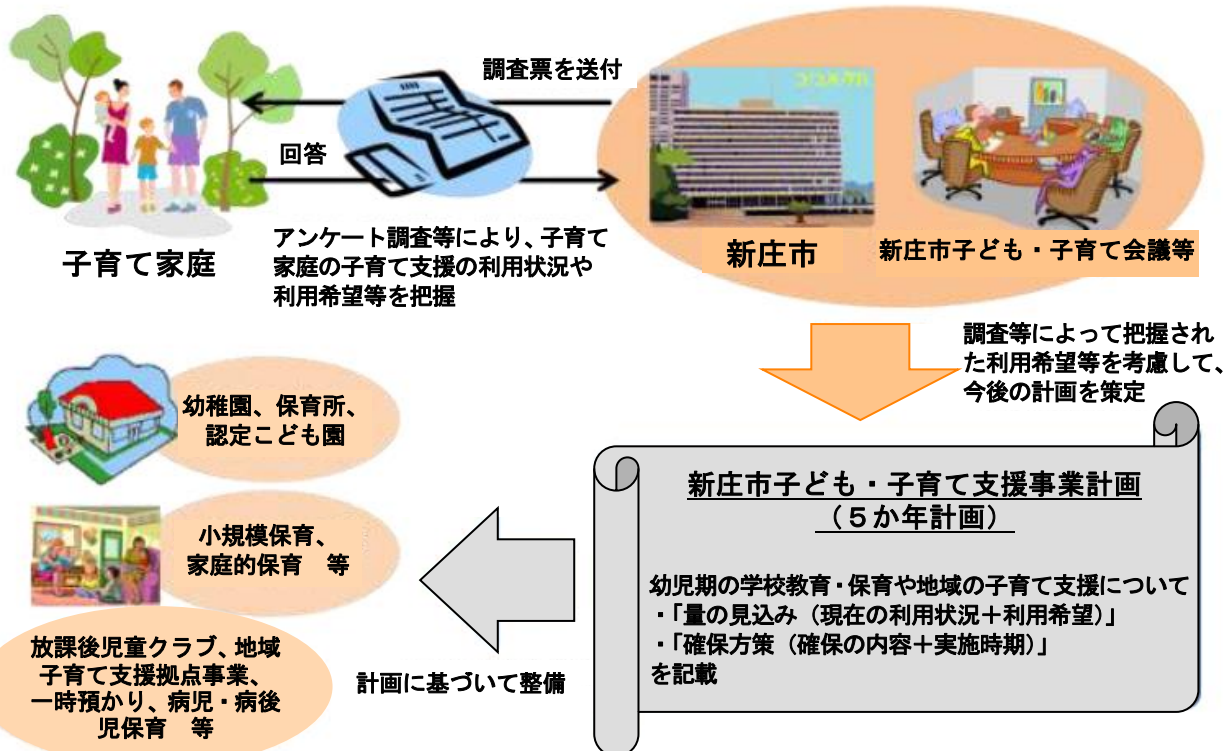 調査票を送付
回答
子育て家庭
アンケート調査等により、子育て
家庭の子育て支援の利用状況や
利用希望等を把握
新庄市
新庄市子ども・子育て会議等
調査等によって把握され
た利用希望等を考慮して、
今後の計画を策定
新庄市子ども・子育て支援事業計画
（５か年計画）
幼児期の学校教育・保育や地域の子育て支援について
・「量の見込み（現在の利用状況＋利用希望）」
・「確保方策（確保の内容＋実施時期）」
を記載
計画に基づいて整備
幼稚園、保育所、
認定こども園
小規模保育、
家庭的保育　等
放課後児童クラブ、地域
子育て支援拠点事業、
一時預かり、病児・病後
児保育　等